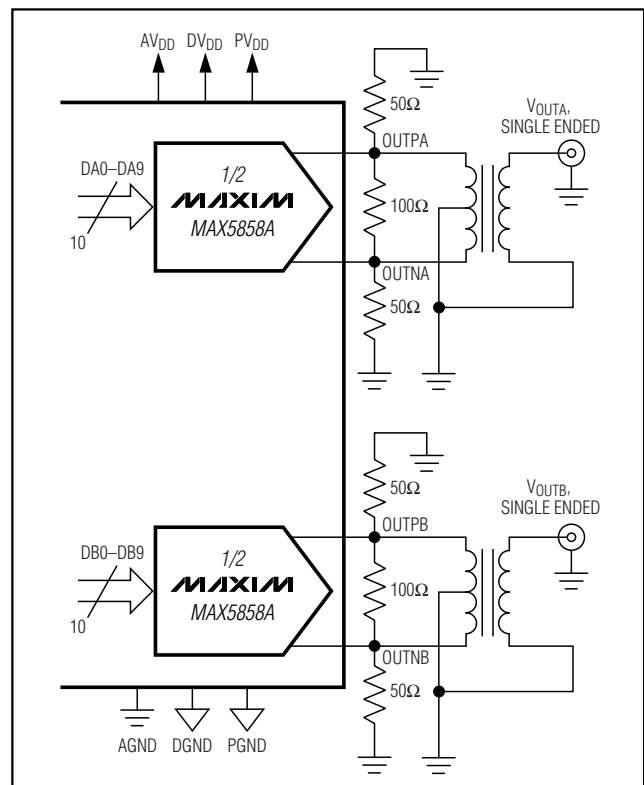 AVDD DVDD PVDD
50Ω
VOUTA,
SINGLE ENDED
OUTPA
DA0–DA9
1/2
MAXIM
MAX5858A
10
100Ω
OUTNA
50Ω
50Ω
VOUTB,
SINGLE ENDED
OUTPB
DB0–DB9
1/2
MAXIM
MAX5858A
10
100Ω
OUTNB
50Ω
AGND DGND PGND